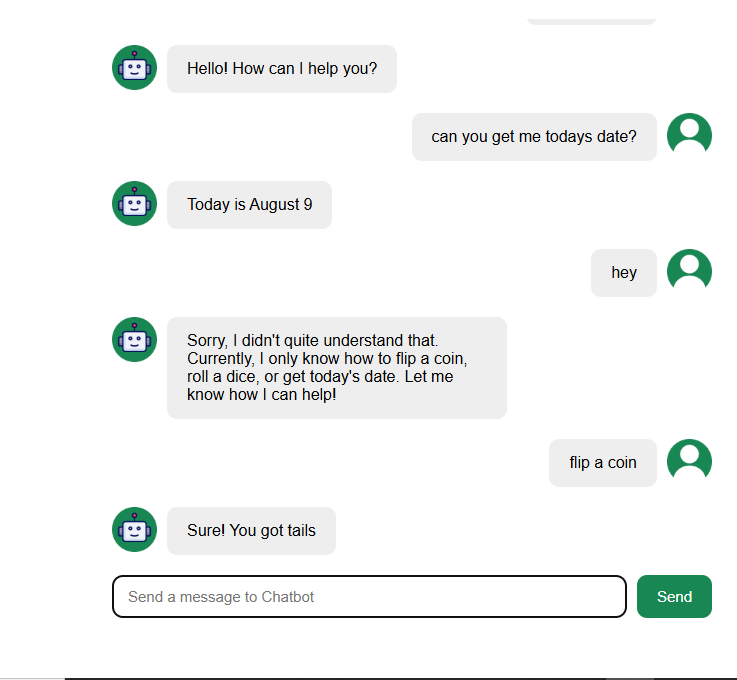 Hello! How can I help you?
can you get me todays date?
Today is August 9
hey
Sorry, I didn't quite understand that.
Currently, I only know how to flip a coin,
roll a dice, or get today's date. Let me
know how I can help!
flip a coin
Sure! You got tails
Send a message to Chatbot
Send